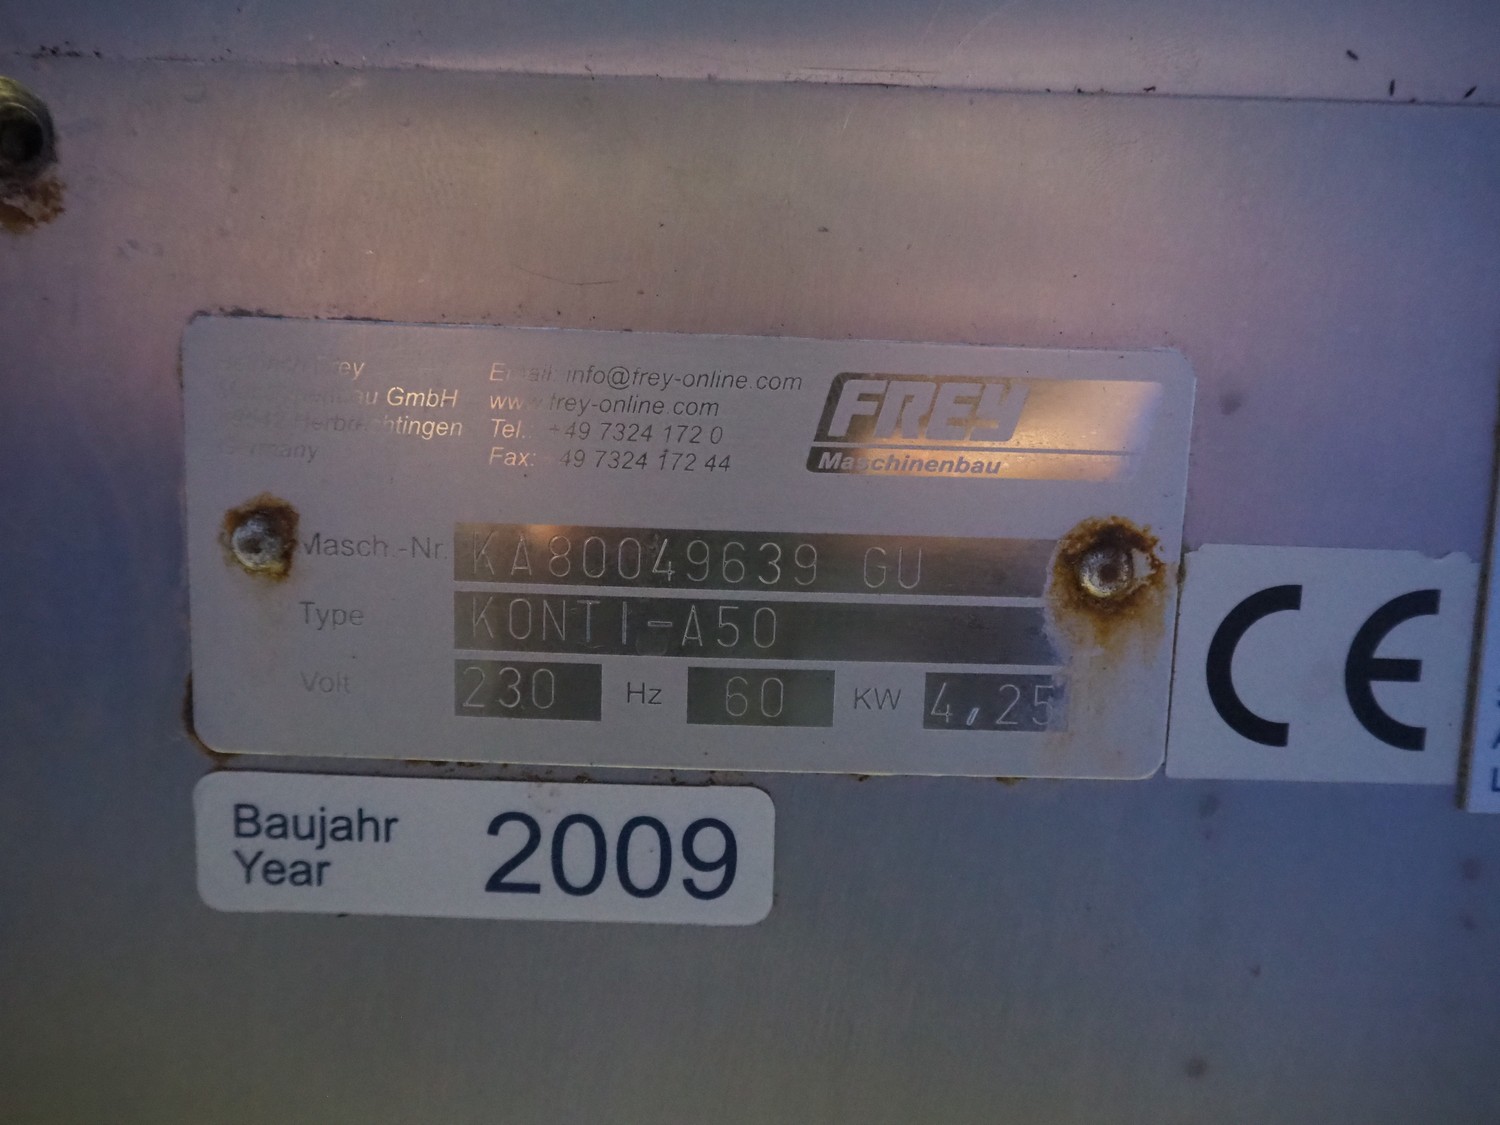 Frey
GmbH
Herbrechtingen
Germany
Email: info@frey-online.com
www.frey-online.com
Tel.: +49 7324 172 0
Fax: 49 7324 172 44
FREY
Maschinenbau
Masch.-Nr. KA80049639 GU
Type KONTI-A50
Volt 230 Hz 60 KW 4,25
CE
Baujahr
Year 2009